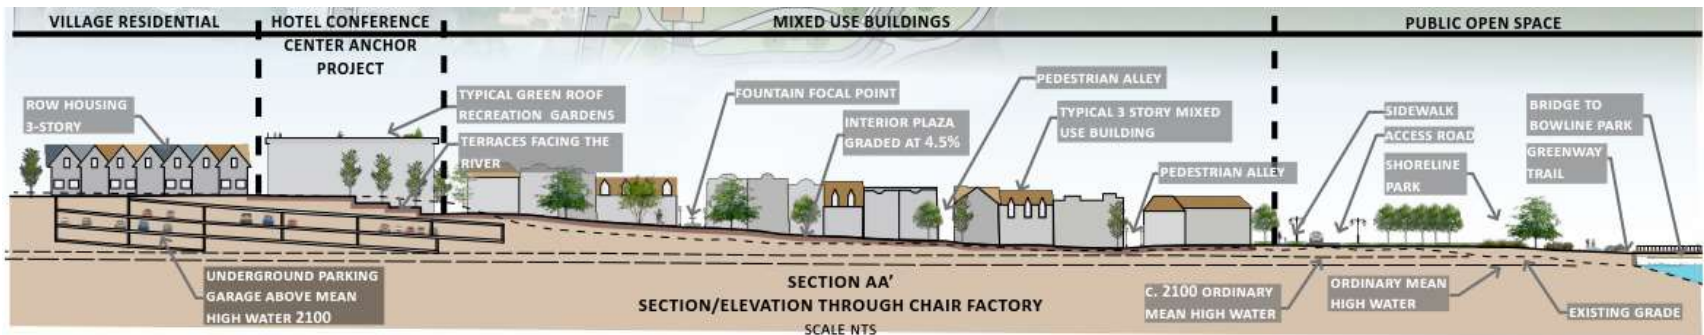 VILLAGE RESIDENTIAL
HOTEL CONFERENCE
CENTER ANCHOR
PROJECT
MIXED USE BUILDINGS
PUBLIC OPEN SPACE
ROW HOUSING
3-STORY
TYPICAL GREEN ROOF
RECREATION GARDENS
TERRACES FACING THE
RIVER
FOUNTAIN FOCAL POINT
INTERIOR PLAZA
GRADED AT 4.5%
PEDESTRIAN ALLEY
TYPICAL 3 STORY MIXED
USE BUILDING
PEDESTRIAN ALLEY
SIDEWALK
ACCESS ROAD
SHORELINE
PARK
BRIDGE TO
BOWLINE PARK
GREENWAY
TRAIL
UNDERGROUND PARKING
GARAGE ABOVE MEAN
HIGH WATER 2100
SECTION AA'
SECTION/ELEVATION THROUGH CHAIR FACTORY
SCALE NTS
C. 2100 ORDINARY
MEAN HIGH WATER
ORDINARY MEAN
HIGH WATER
EXISTING GRADE